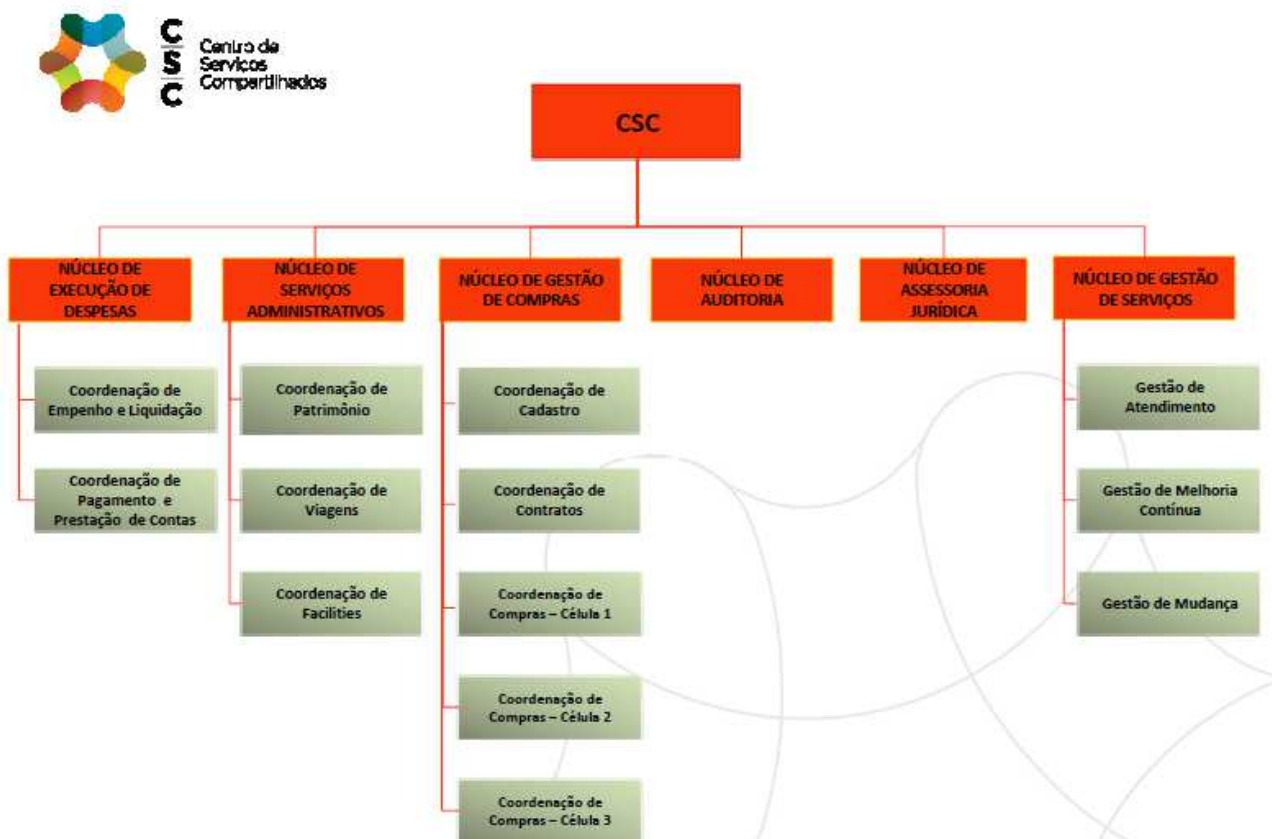 C
S
C
Centro de
Serviços
Compartilhados
CSC
NÚCLEO DE
EXECUÇÃO DE
DESPESAS
NÚCLEO DE
SERVIÇOS
ADMINISTRATIVOS
NÚCLEO DE GESTÃO
DE COMPRAS
NÚCLEO DE
AUDITORIA
NÚCLEO DE
ASSESSORIA
JURÍDICA
NÚCLEO DE GESTÃO
DE SERVIÇOS
Coordenação de
Empenho e Liquidação
Coordenação de
Pagamento e
Prestação de Contas
Coordenação de
Patrimônio
Coordenação de
Viagens
Coordenação de
Facilities
Coordenação de
Cadastro
Coordenação de
Contratos
Coordenação de
Compras – Célula 1
Coordenação de
Compras – Célula 2
Coordenação de
Compras – Célula 3
Gestão de
Atendimento
Gestão de Melhoria
Contínua
Gestão de Mudança